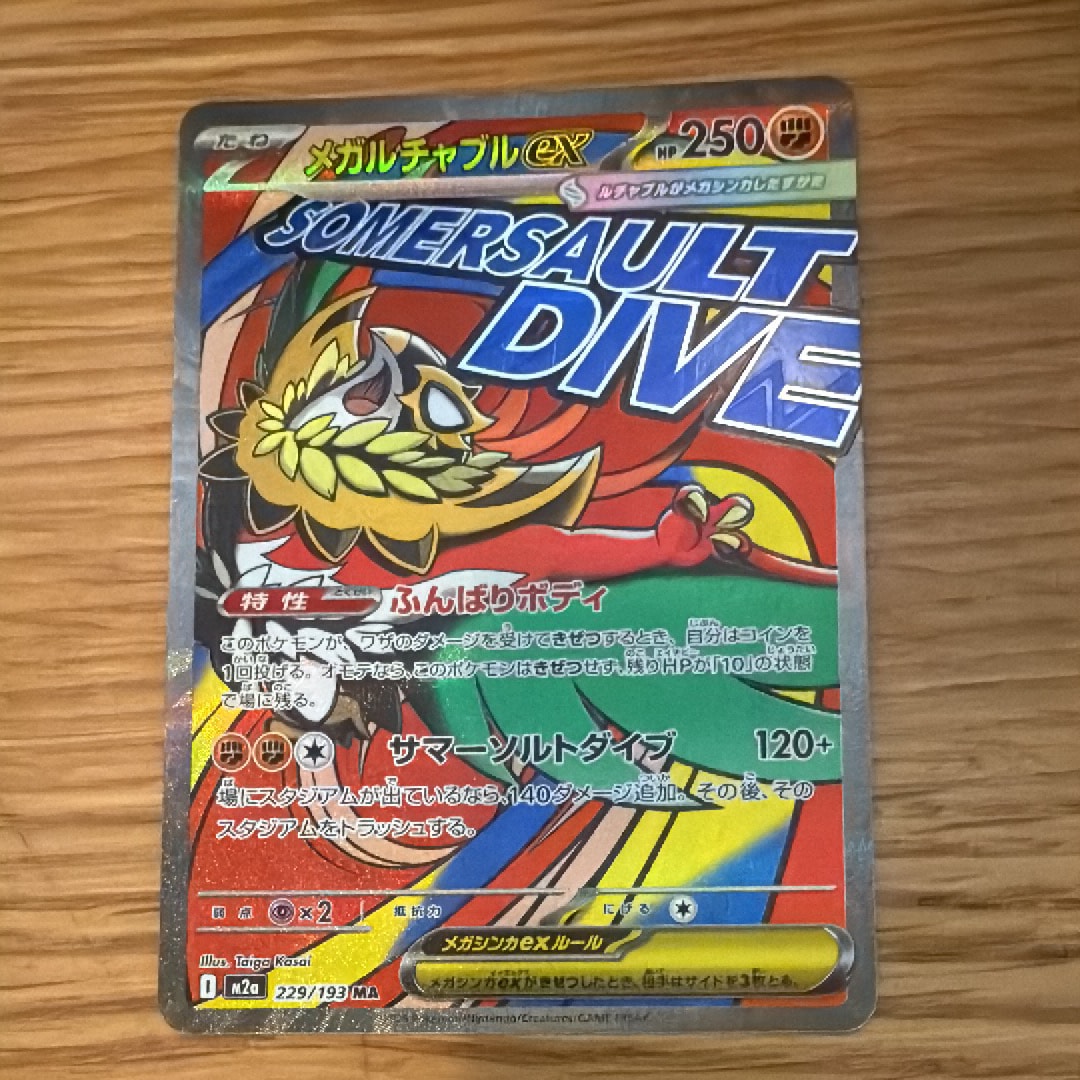 たね
メガルチャブルex
HP 250
ルチャブルがメガシンカしたすがた
SOMERSAULT
DIVE
特性 ふんばりボディ
このポケモンが、ワザのダメージを受けてきぜつするとき、自分はコインを
1回投げる。オモテなら、このポケモンはきぜつせず、残りHPが「10」の状態
で場に残る。
サマーソルトダイブ 120+
場にスタジアムが出ているなら、140ダメージ追加。その後、その
スタジアムをトラッシュする。
弱点 ×2 抵抗力 にげる
メガシンカexルール
メガシンカexがきぜつしたとき、相手はサイドを3枚とる。
Illus. Taiga Kasai
I M2a 229/193 MA
Pokémon/Nintendo/Creatures/GAME FREAK